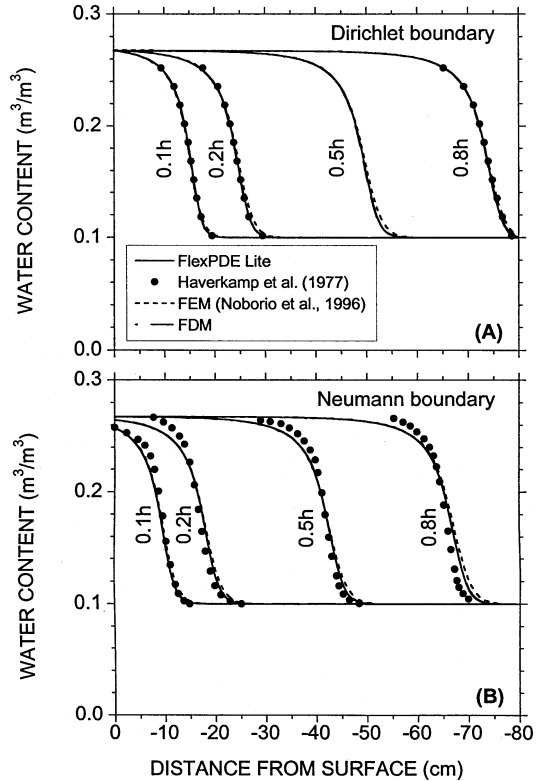 0.3
Dirichlet boundary
0.2
0.1h
0.2h
0.5h
0.8h
0.1
FlexPDE Lite
Haverkamp et al. (1977)
FEM (Noborio et al., 1996)
FDM
(A)
0.0
WATER CONTENT (m³/m³)
0.3
Neumann boundary
0.2
0.1h
0.2h
0.5h
0.8h
0.1
(B)
0.0
WATER CONTENT (m³/m³)
0 -10 -20 -30 -40 -50 -60 -70 -80
DISTANCE FROM SURFACE (cm)